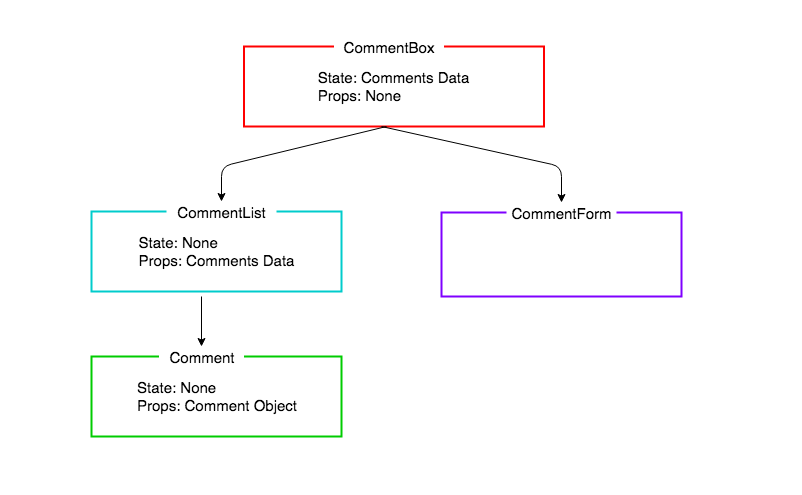 CommentBox
State: Comments Data
Props: None
CommentList
State: None
Props: Comments Data
CommentForm
Comment
State: None
Props: Comment Object